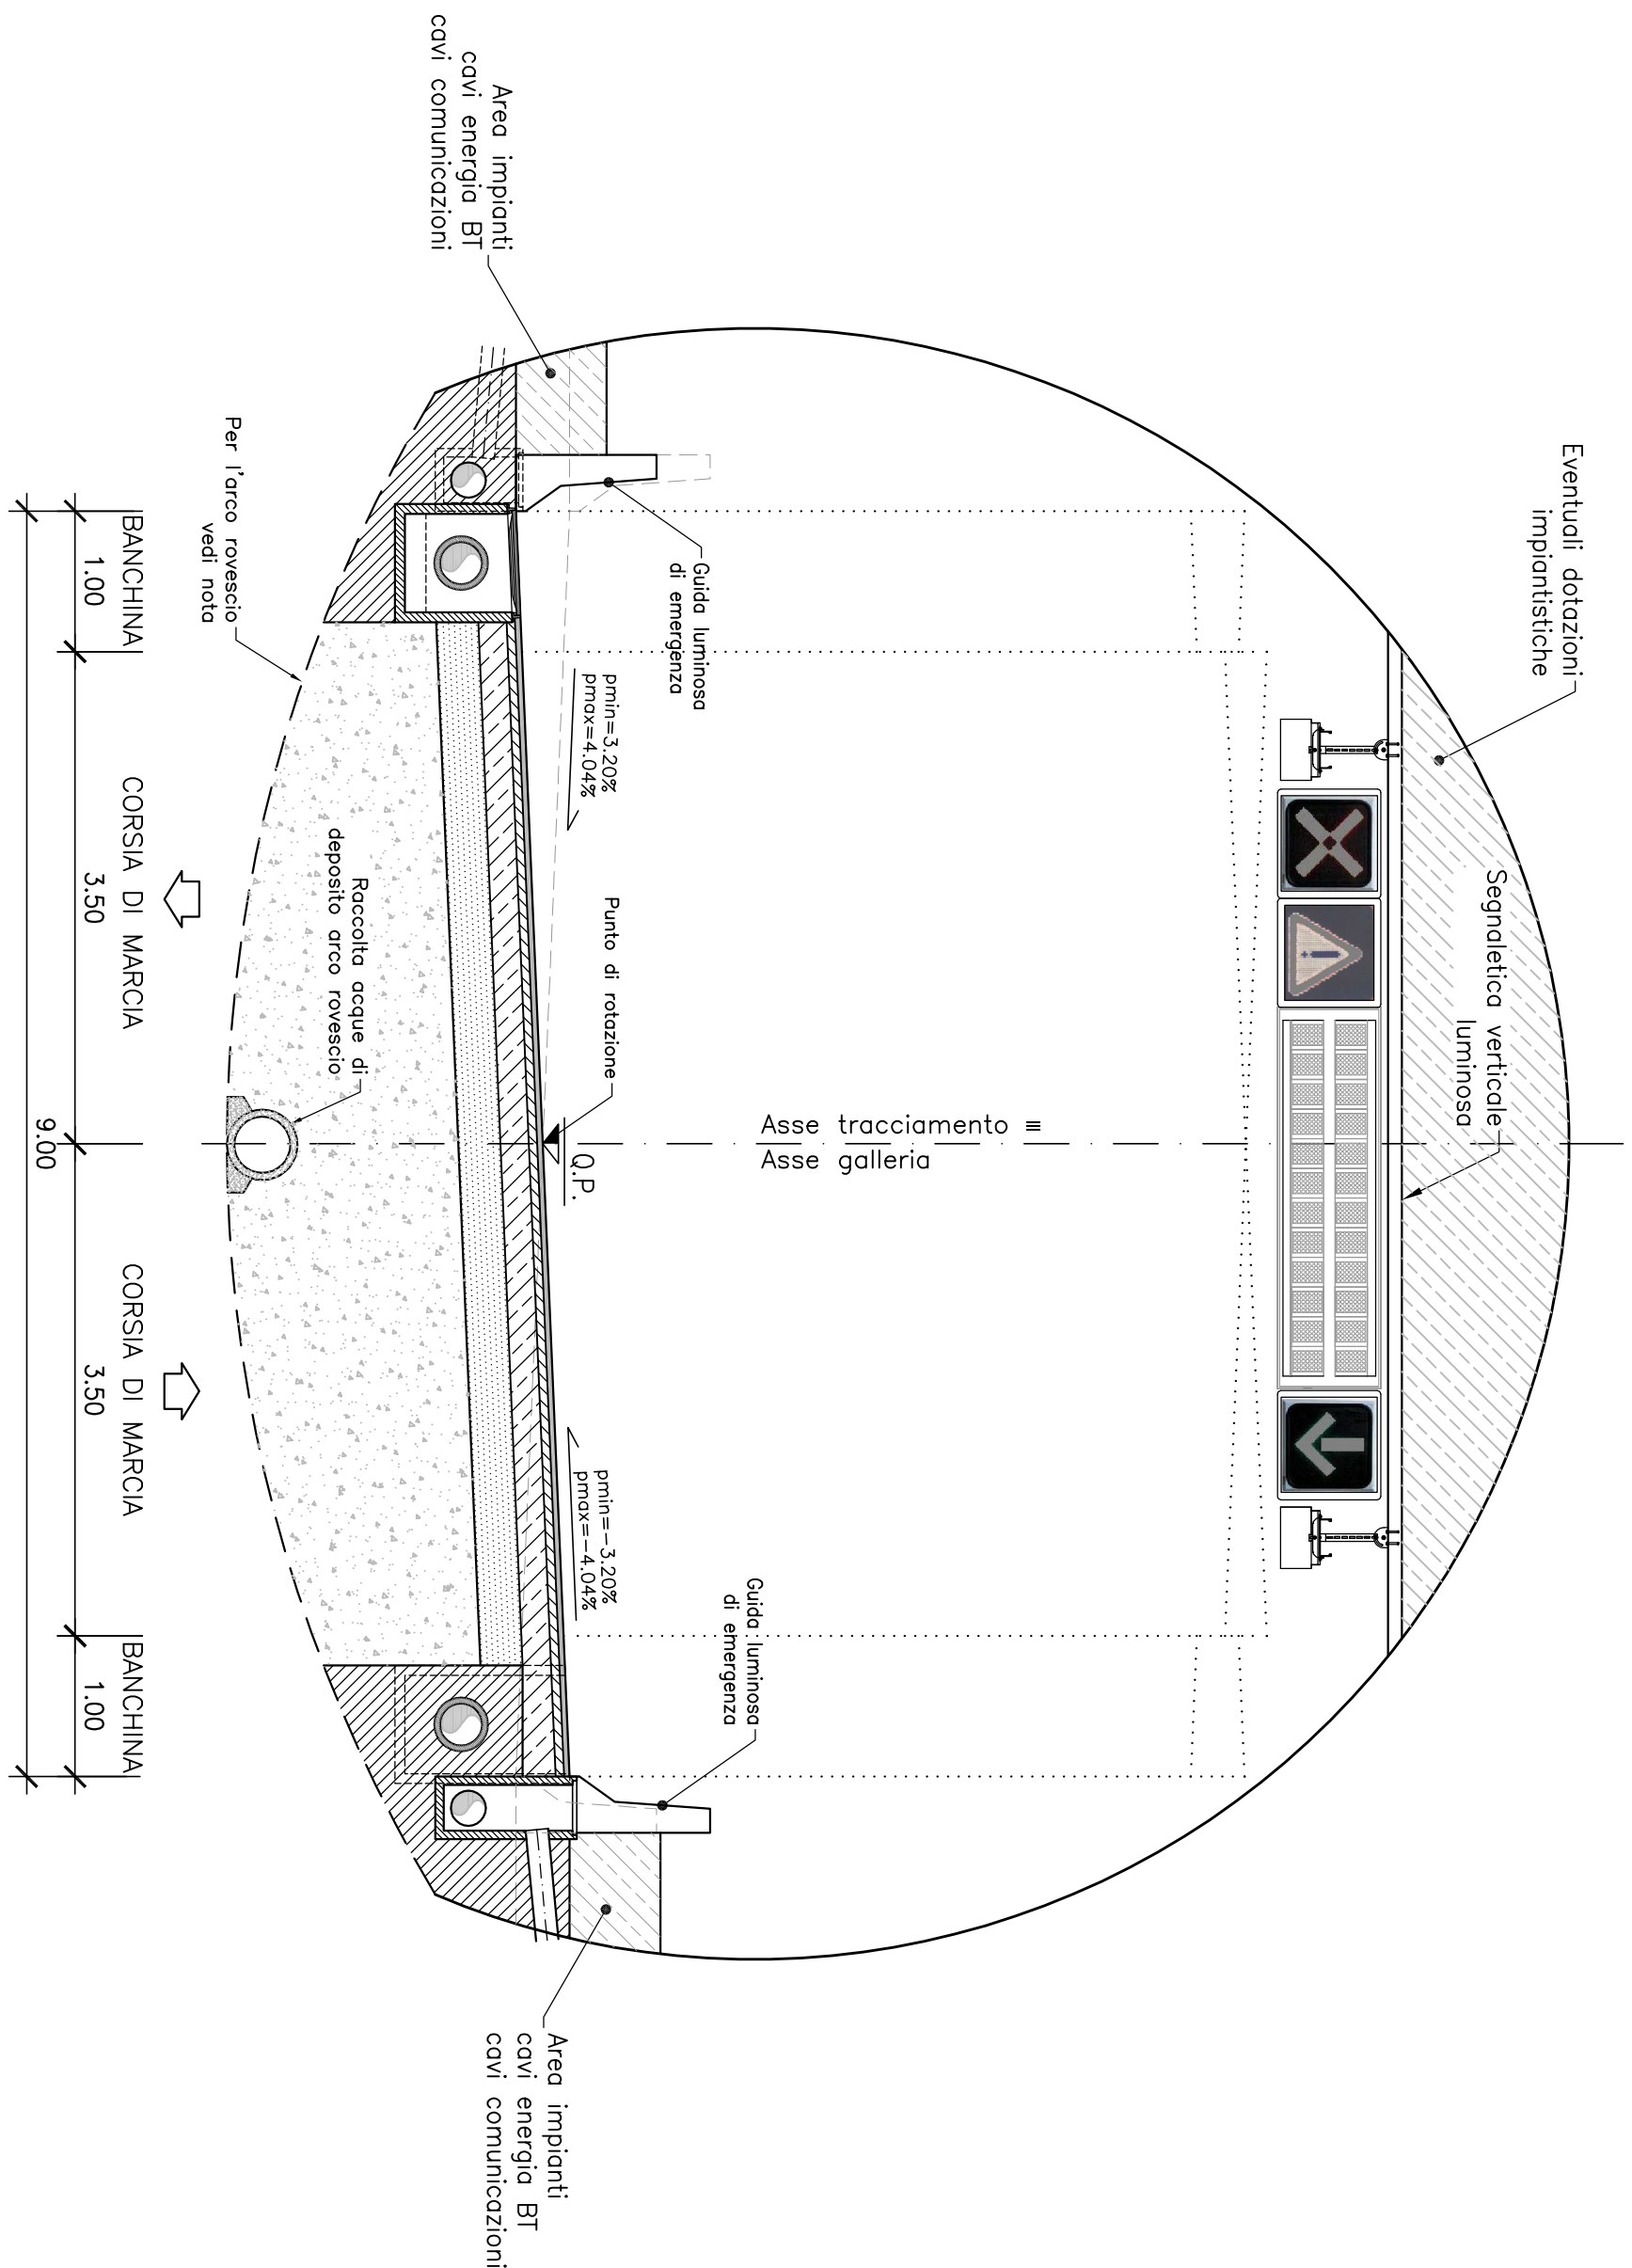 Eventuali dotazioni
impiantistiche
Segnaletica verticale
luminosa
Asse tracciamento ≡
Asse galleria
Guida luminosa
di emergenza
Guida luminosa
di emergenza
pmin=3.20%
pmax=4.04%
Punto di rotazione
Q.P.
pmin=-3.20%
pmax=-4.04%
Area impianti
cavi energia BT
cavi comunicazioni
Area impianti
cavi energia BT
cavi comunicazioni
Raccolta acque di
deposito arco rovescio
Per l'arco rovescio
vedi nota
BANCHINA
CORSIA DI MARCIA
CORSIA DI MARCIA
BANCHINA
1.00
3.50
3.50
1.00
9.00